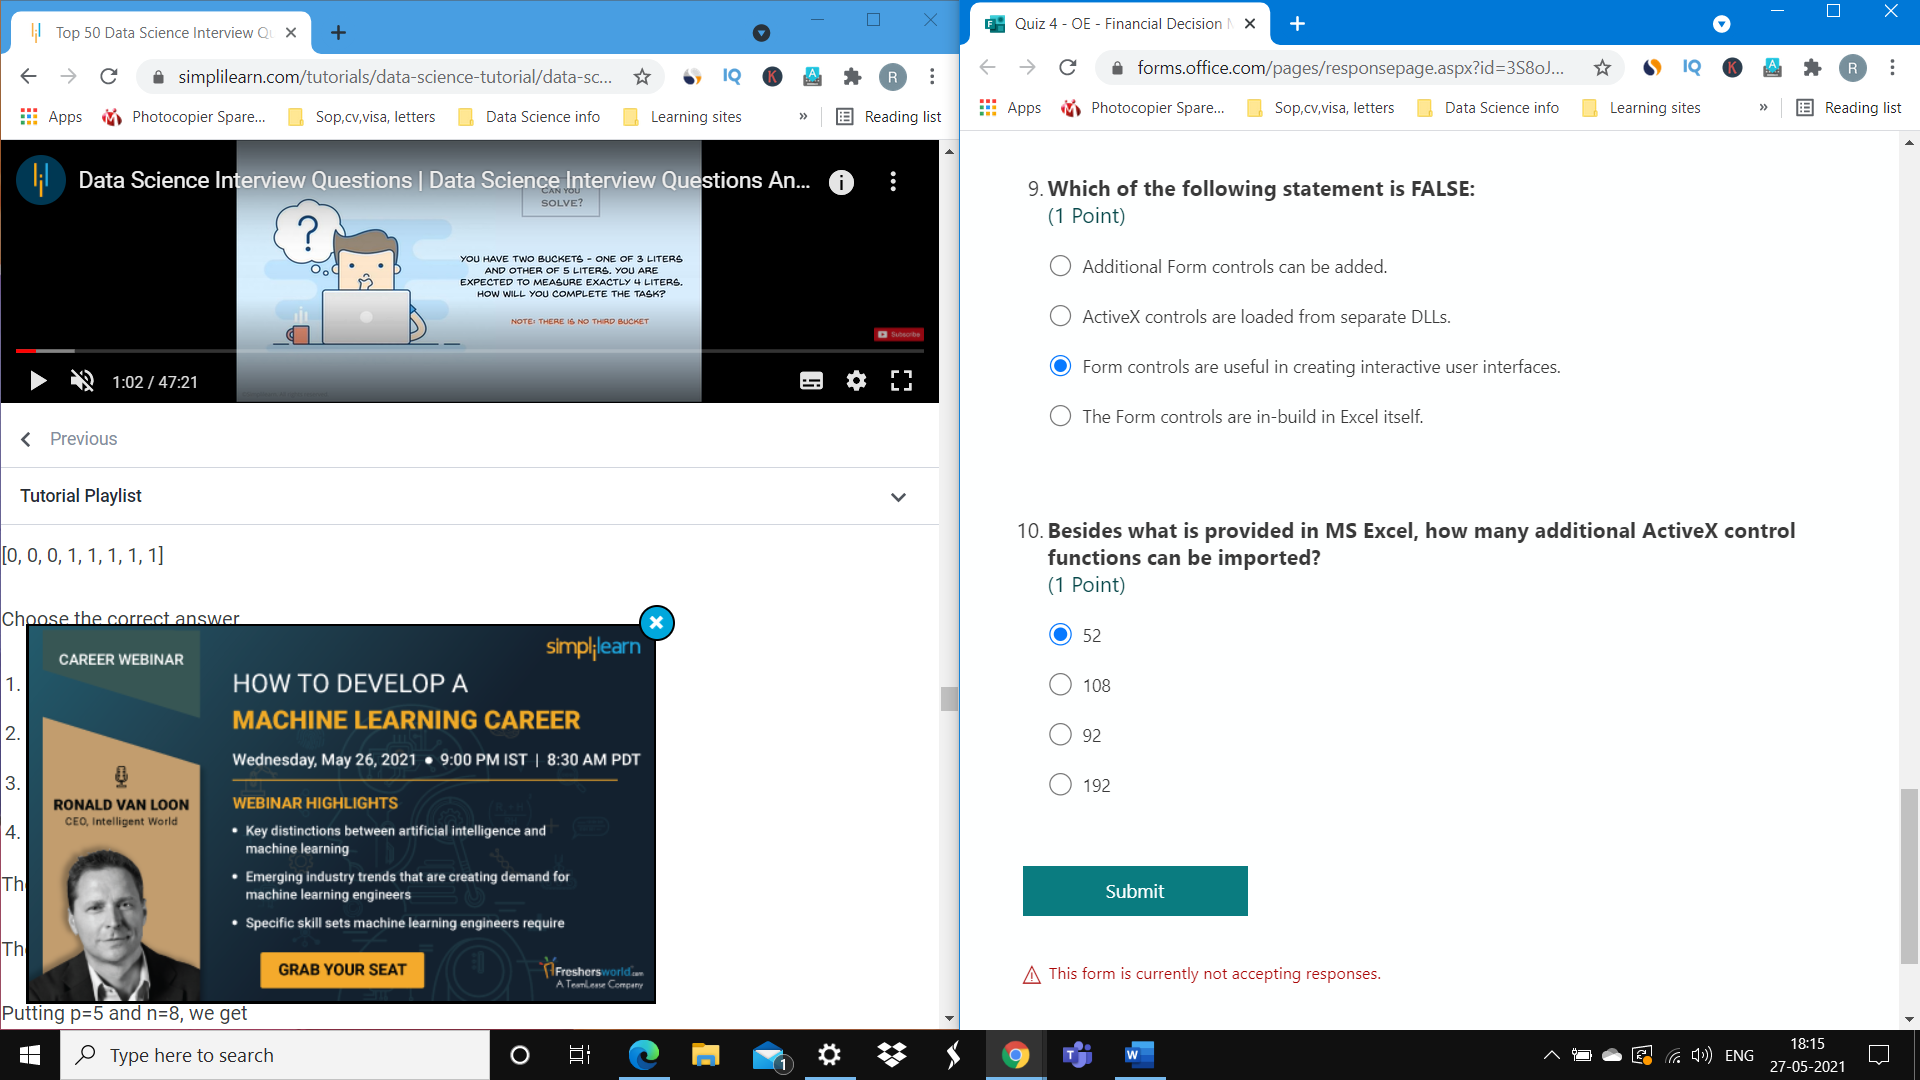 Top 50 Data Science Interview Qu
simplilearn.com/tutorials/data-science-tutorial/data-sc...
IQ
K
A
R
Apps
Photocopier Spare...
Sop,cv,visa, letters
Data Science info
Learning sites
»
Reading list
Data Science Interview Questions | Data Science Interview Questions An...
CAN YOU
SOLVE?
?
YOU HAVE TWO BUCKETS - ONE OF 3 LITERS
AND OTHER OF 5 LITERS. YOU ARE
EXPECTED TO MEASURE EXACTLY 4 LITERS.
HOW WILL YOU COMPLETE THE TASK?
NOTE: THERE IS NO THIRD BUCKET
Subscribe
1:02 / 47:21
Previous
Tutorial Playlist
[0, 0, 0, 1, 1, 1, 1, 1]
Choose the correct answer
1.
2.
3.
4.
The
The
CAREER WEBINAR
simplilearn
HOW TO DEVELOP A
MACHINE LEARNING CAREER
Wednesday, May 26, 2021 ● 9:00 PM IST | 8:30 AM PDT
WEBINAR HIGHLIGHTS
• Key distinctions between artificial intelligence and
machine learning
• Emerging industry trends that are creating demand for
machine learning engineers
• Specific skill sets machine learning engineers require
RONALD VAN LOON
CEO, Intelligent World
GRAB YOUR SEAT
Freshersworld.com
A TeamLease Company
Putting p=5 and n=8, we get
Quiz 4 - OE - Financial Decision M
forms.office.com/pages/responsepage.aspx?id=3S8oJ...
IQ
K
A
R
Apps
Photocopier Spare...
Sop,cv,visa, letters
Data Science info
Learning sites
»
Reading list
9. Which of the following statement is FALSE:
(1 Point)
Additional Form controls can be added.
ActiveX controls are loaded from separate DLLs.
Form controls are useful in creating interactive user interfaces.
The Form controls are in-build in Excel itself.
10. Besides what is provided in MS Excel, how many additional ActiveX control
functions can be imported?
(1 Point)
52
108
92
192
Submit
This form is currently not accepting responses.
Type here to search
1
ENG
18:15
27-05-2021